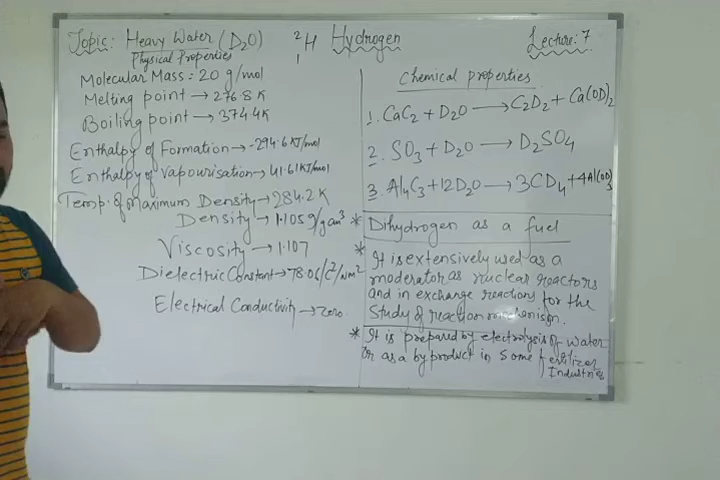 Topic: Heavy Water (D2O) ²₁H Hydrogen Lecture: 7
Physical Properties
Molecular Mass = 20 g/mol
Melting point → 276.8 K
Boiling point → 374.4K
Enthalpy of Formation → -294.6 KJ/mol
Enthalpy of Vapourisation → 41.61 KJ/mol
Temp. of Maximum Density → 284.2 K
Density → 1.105 g/cm³
Viscosity → 1.107
Dielectric Constant → 78.06/C²/Nm²
Electrical Conductivity → Zero.
Chemical properties
1. CaC2 + D2O → C2D2 + Ca(OD)2
2. SO3 + D2O → D2SO4
3. Al4C3 + 12D2O → 3CD4 + 4Al(OD)3
* Dihydrogen as a fuel
* It is extensively used as a
moderator as nuclear reactors
and in exchange reactions for the
study of reaction mechanism.
* It is prepared by electrolysis of water
or as a by product in some fertilizer
Industries